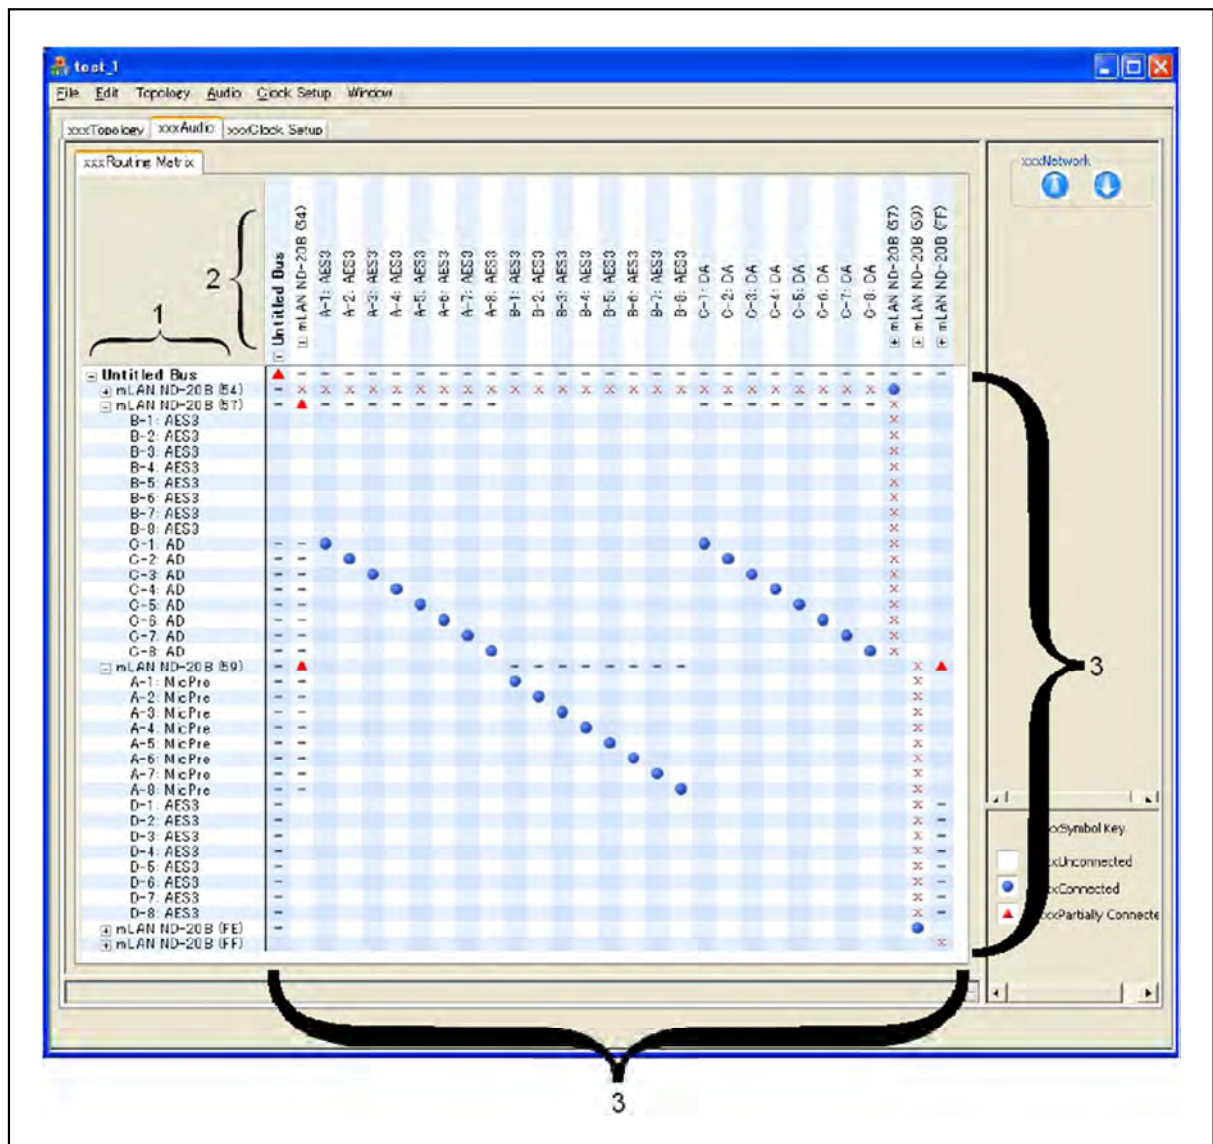 test_1
File Edit Topology Audio Clock Setup Window
xxxTopology xxxAudio xxxClock Setup
xxxRouting Matrix
xxxNetwork
2
1
Untitled Bus
mLAN ND-20B (54)
A-1: AES3
A-2: AES3
A-3: AES3
A-4: AES3
A-5: AES3
A-6: AES3
A-7: AES3
A-8: AES3
B-1: AES3
B-2: AES3
B-3: AES3
B-4: AES3
B-5: AES3
B-6: AES3
B-7: AES3
B-8: AES3
C-1: DA
C-2: DA
C-3: DA
C-4: DA
C-5: DA
C-6: DA
C-7: DA
C-8: DA
mLAN ND-20B (57)
mLAN ND-20B (59)
mLAN ND-20B (FF)
Untitled Bus
mLAN ND-20B (54)
mLAN ND-20B (57)
B-1: AES3
B-2: AES3
B-3: AES3
B-4: AES3
B-5: AES3
B-6: AES3
B-7: AES3
B-8: AES3
C-1: AD
C-2: AD
C-3: AD
C-4: AD
C-5: AD
C-6: AD
C-7: AD
C-8: AD
mLAN ND-20B (59)
A-1: MicPre
A-2: MicPre
A-3: MicPre
A-4: MicPre
A-5: MicPre
A-6: MicPre
A-7: MicPre
A-8: MicPre
D-1: AES3
D-2: AES3
D-3: AES3
D-4: AES3
D-5: AES3
D-6: AES3
D-7: AES3
D-8: AES3
mLAN ND-20B (FE)
mLAN ND-20B (FF)
3
xxSymbol Key
xxUnconnected
xxConnected
xxxPartially Connecte
3